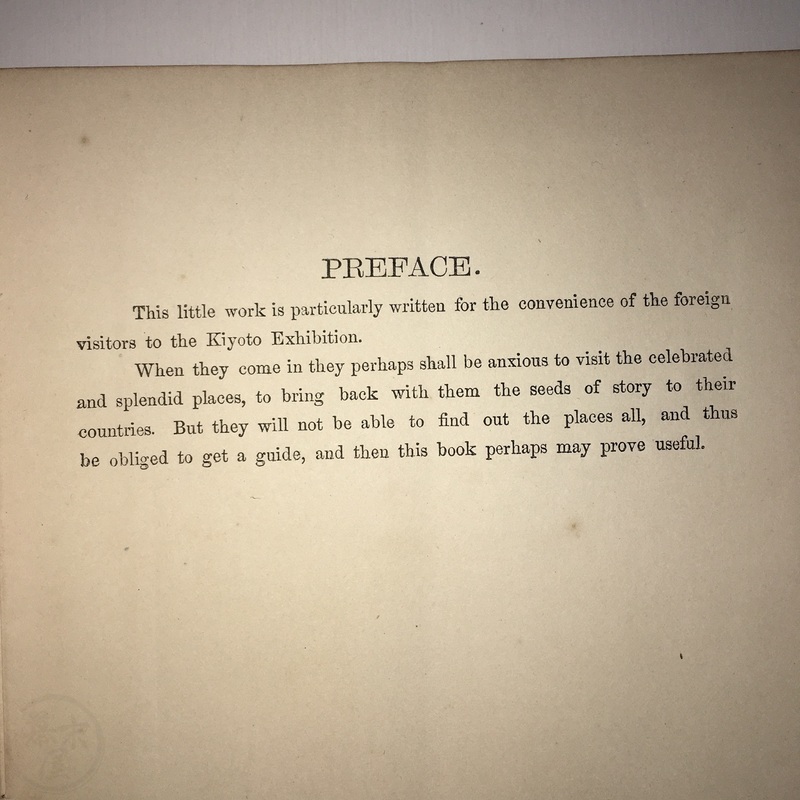 PREFACE.
This little work is particularly written for the convenience of the foreign
visitors to the Kiyoto Exhibition.
When they come in they perhaps shall be anxious to visit the celebrated
and splendid places, to bring back with them the seeds of story to their
countries. But they will not be able to find out the places all, and thus
be obliged to get a guide, and then this book perhaps may prove useful.